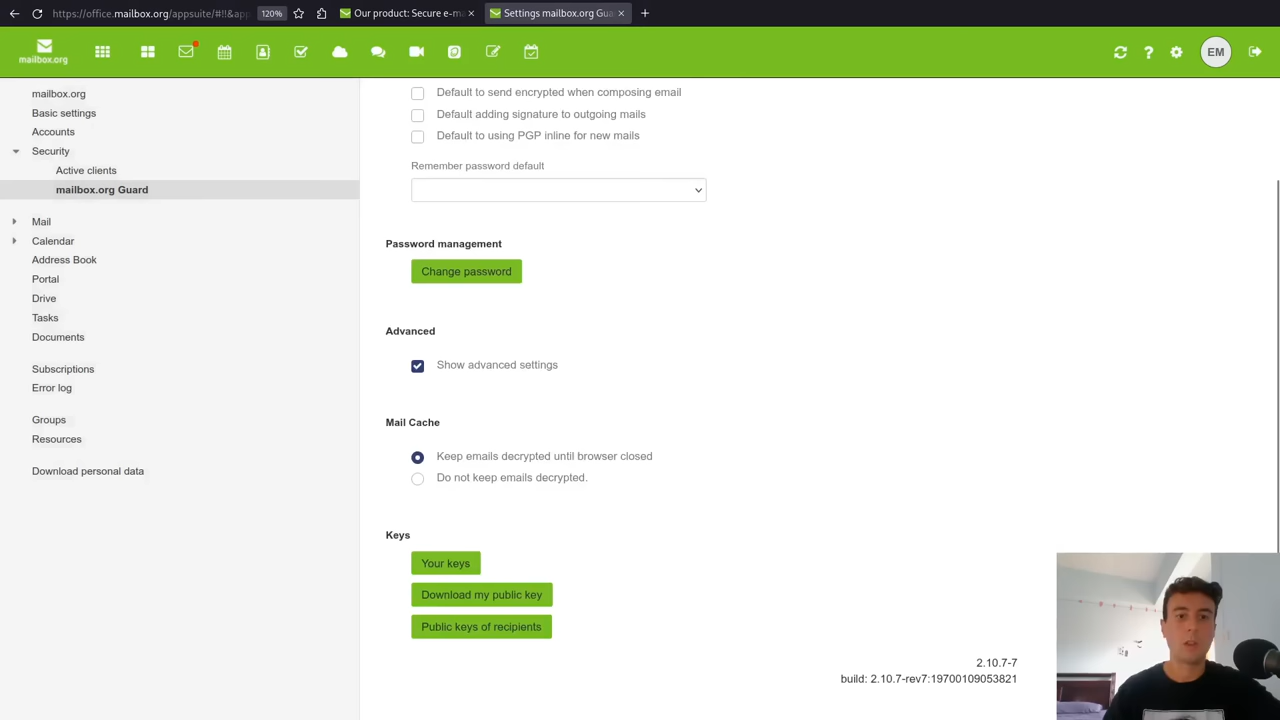 https://office.mailbox.org/appsuite/#!!&app
120%
Our product: Secure e-m
Settings mailbox.org Gua
mailbox.org
EM
mailbox.org
Basic settings
Accounts
Security
Active clients
mailbox.org Guard
Mail
Calendar
Address Book
Portal
Drive
Tasks
Documents
Subscriptions
Error log
Groups
Resources
Download personal data
Default to send encrypted when composing email
Default adding signature to outgoing mails
Default to using PGP inline for new mails
Remember password default
Password management
Change password
Advanced
Show advanced settings
Mail Cache
Keep emails decrypted until browser closed
Do not keep emails decrypted.
Keys
Your keys
Download my public key
Public keys of recipients
2.10.7-7
build: 2.10.7-rev7:19700109053821